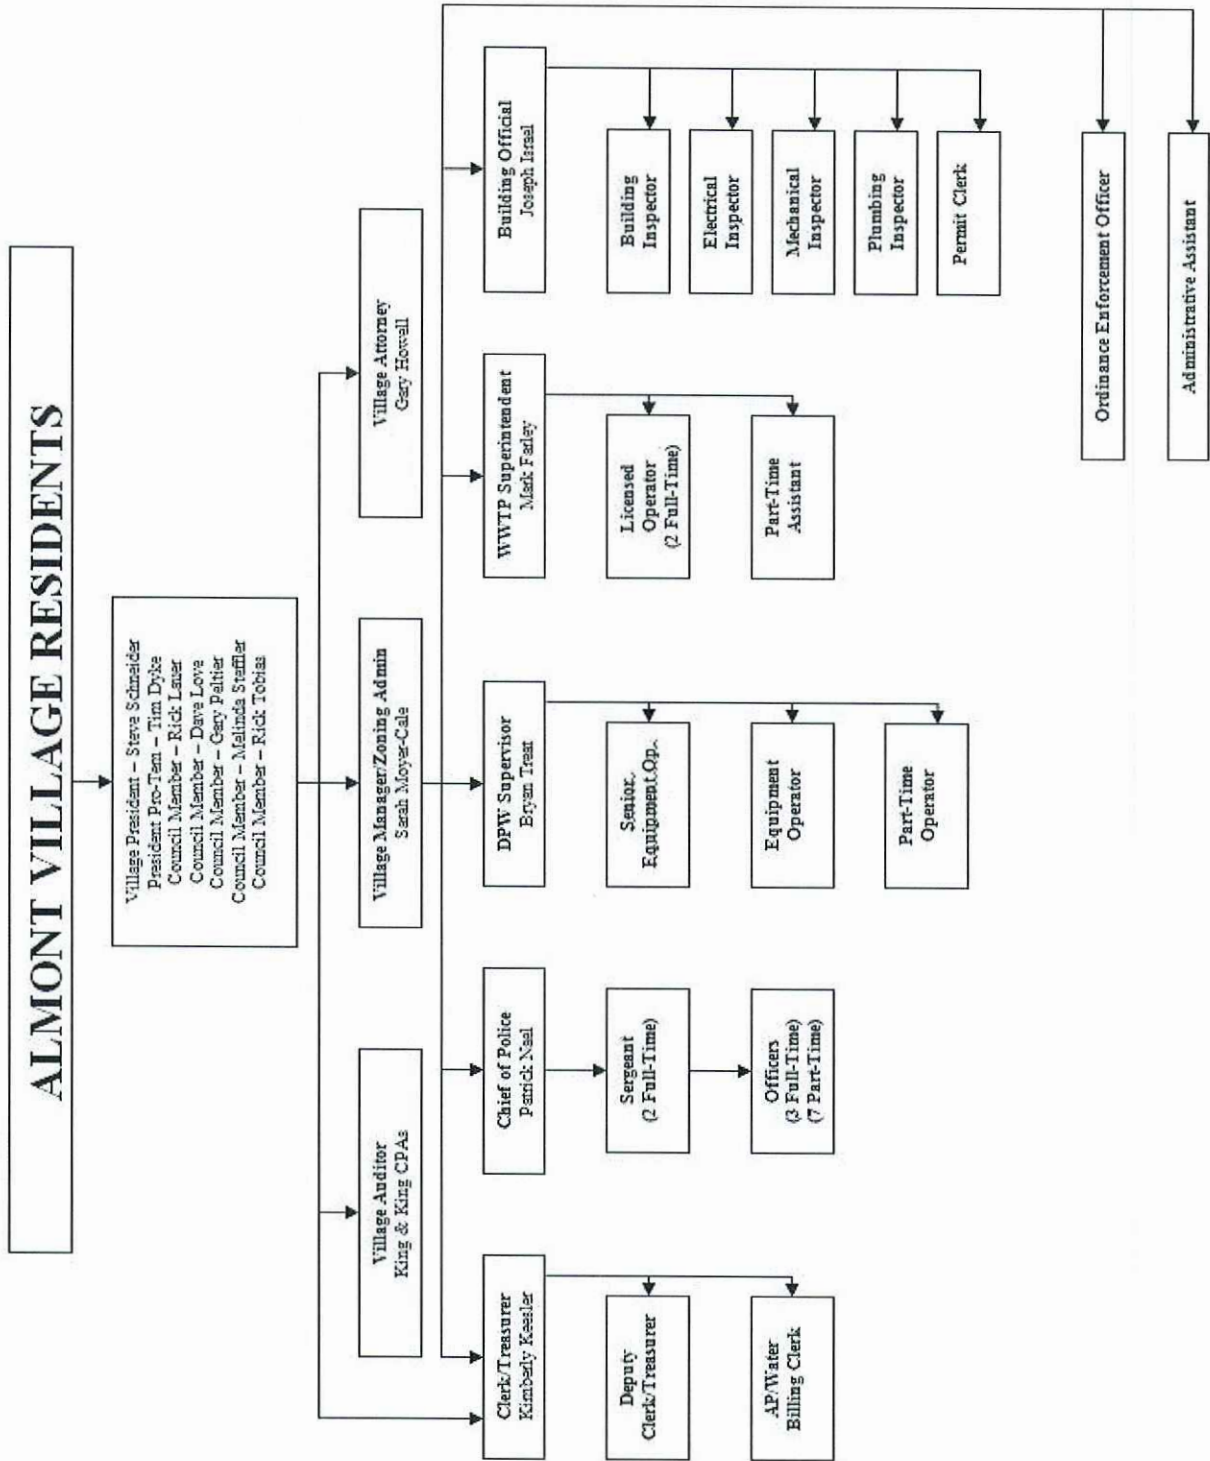 ALMONT VILLAGE RESIDENTS
Village President – Steve Schneider
President Pro-Tem – Tim Dyke
Council Member – Rick Lauer
Council Member – Dave Love
Council Member – Gary Peltier
Council Member – Melinda Steffler
Council Member – Rick Tobias
Village Auditor
King & King CPAs
Village Manager/Zoning Admin
Sarah Moyer-Cale
Village Attorney
Gary Howell
Clerk/Treasurer
Kimberly Keesler
Chief of Police
Patrick Nael
DPW Supervisor
Bryan Treat
WWTP Superintendent
Mark Farley
Building Official
Joseph Israel
Deputy
Clerk/Treasurer
AP/Water
Billing Clerk
Sergeant
(2 Full-Time)
Officers
(3 Full-Time)
(7 Part-Time)
Senior
Equipment Op.
Equipment
Operator
Part-Time
Operator
Licensed
Operator
(2 Full-Time)
Part-Time
Assistant
Building
Inspector
Electrical
Inspector
Mechanical
Inspector
Plumbing
Inspector
Permit Clerk
Ordinance Enforcement Officer
Administrative Assistant